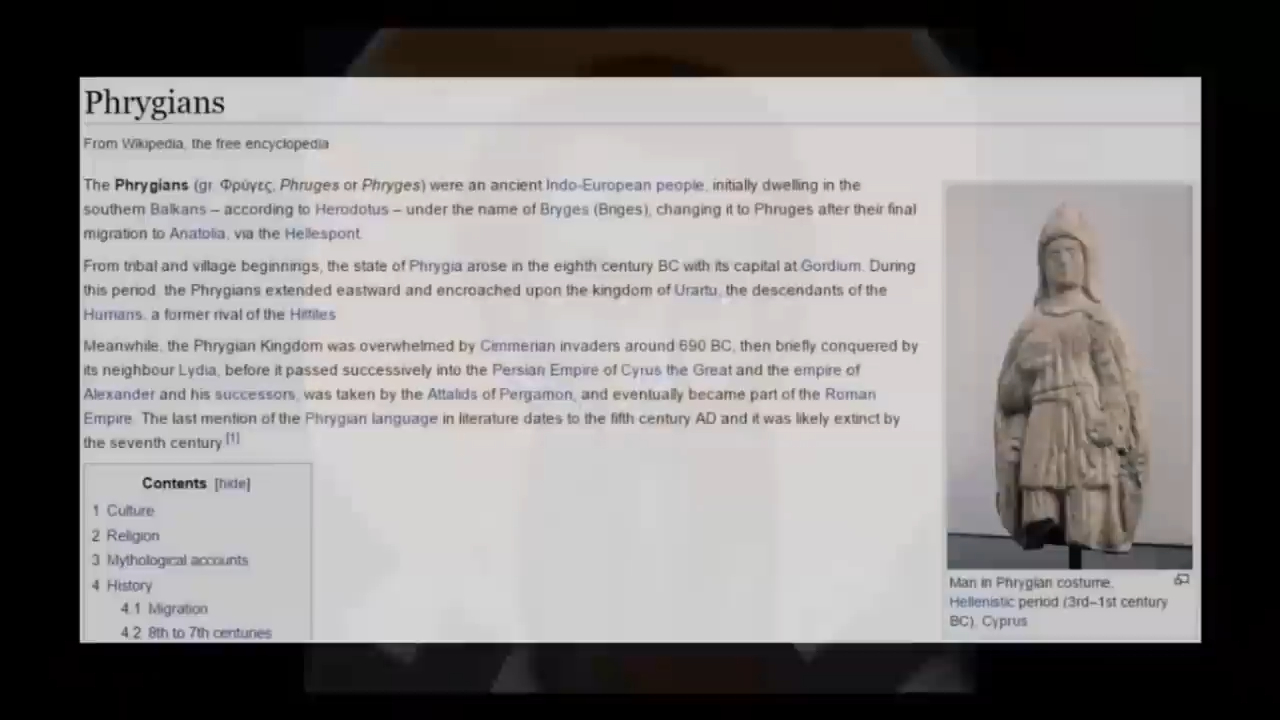 Phrygians
From Wikipedia, the free encyclopedia
The Phrygians (gr. Φρύγες, Phruges or Phryges) were an ancient Indo-European people, initially dwelling in the
southern Balkans – according to Herodotus – under the name of Bryges (Briges), changing it to Phruges after their final
migration to Anatolia, via the Hellespont.
From tribal and village beginnings, the state of Phrygia arose in the eighth century BC with its capital at Gordium. During
this period, the Phrygians extended eastward and encroached upon the kingdom of Urartu, the descendants of the
Hurrians, a former rival of the Hittites.
Meanwhile, the Phrygian Kingdom was overwhelmed by Cimmerian invaders around 690 BC, then briefly conquered by
its neighbour Lydia, before it passed successively into the Persian Empire of Cyrus the Great and the empire of
Alexander and his successors, was taken by the Attalids of Pergamon, and eventually became part of the Roman
Empire. The last mention of the Phrygian language in literature dates to the fifth century AD and it was likely extinct by
the seventh century.[1]
Contents [hide]
1 Culture
2 Religion
3 Mythological accounts
4 History
4.1 Migration
4.2 8th to 7th centuries
Man in Phrygian costume,
Hellenistic period (3rd–1st century
BC), Cyprus